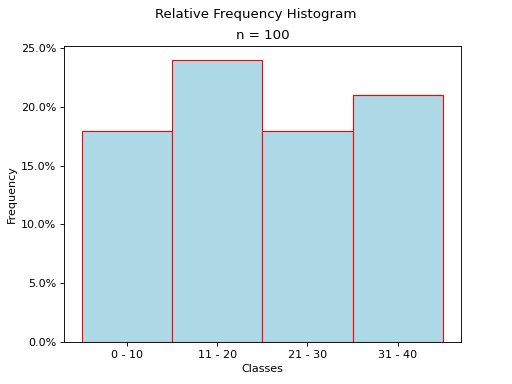 Relative Frequency Histogram
n = 100
25.0%
20.0%
15.0%
10.0%
5.0%
0.0%
Frequency
0 - 10
11 - 20
21 - 30
31 - 40
Classes